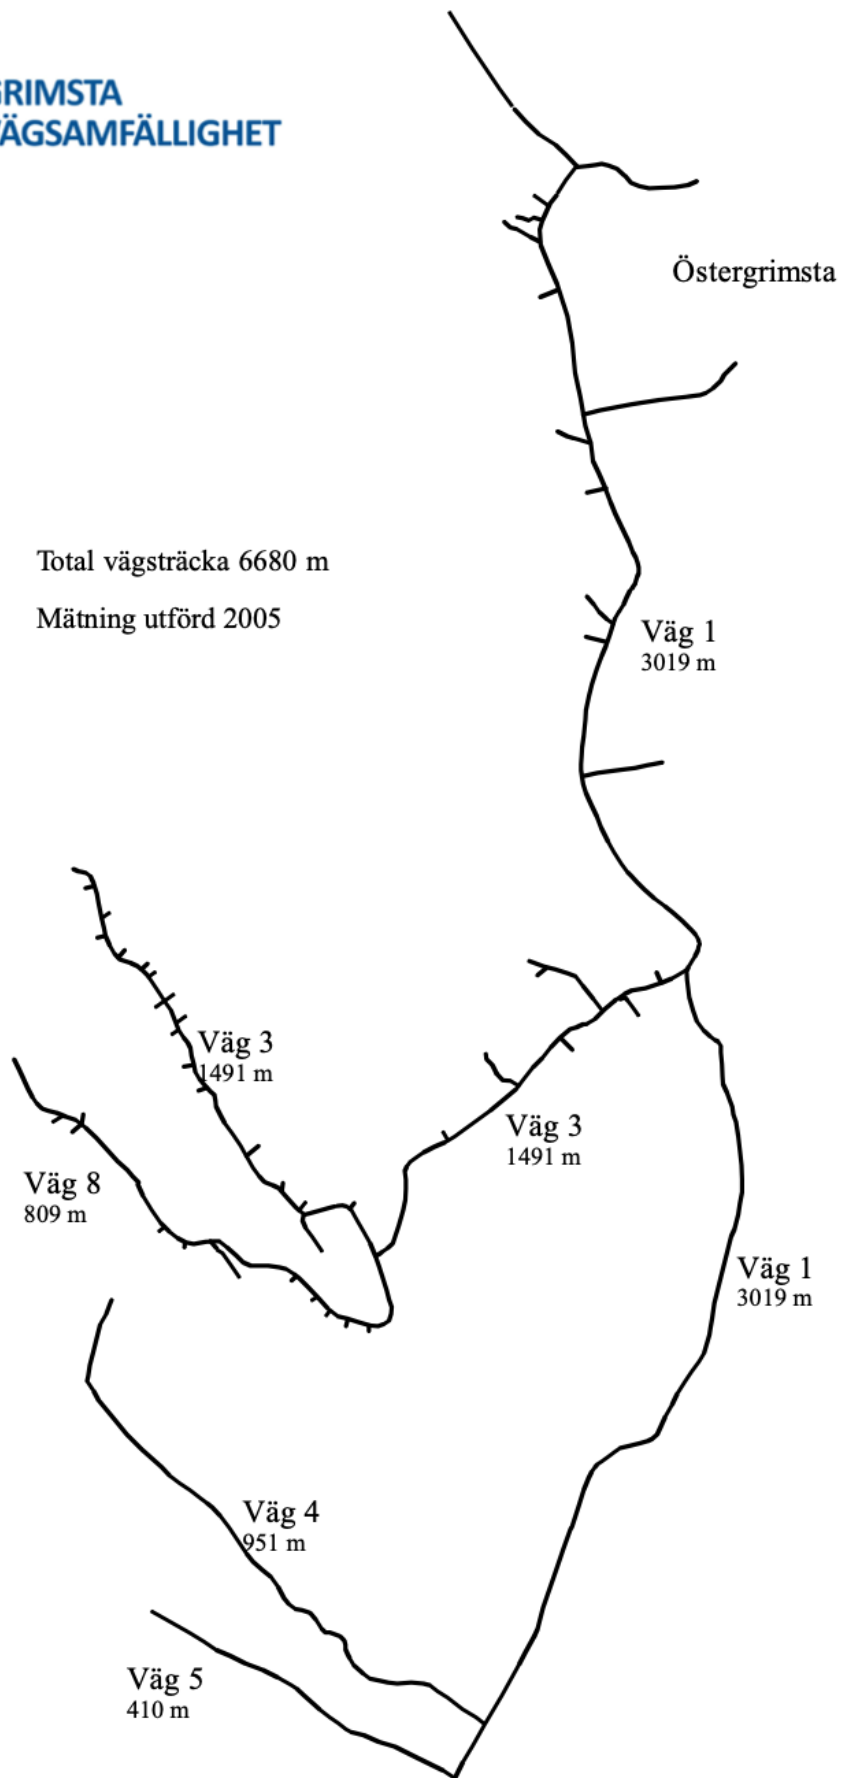 GRIMSTA
VÄGSAMFÄLLIGHET
Östergrimsta
Total vägsträcka 6680 m
Mätning utförd 2005
Väg 1
3019 m
Väg 3
1491 m
Väg 3
1491 m
Väg 8
809 m
Väg 1
3019 m
Väg 4
951 m
Väg 5
410 m